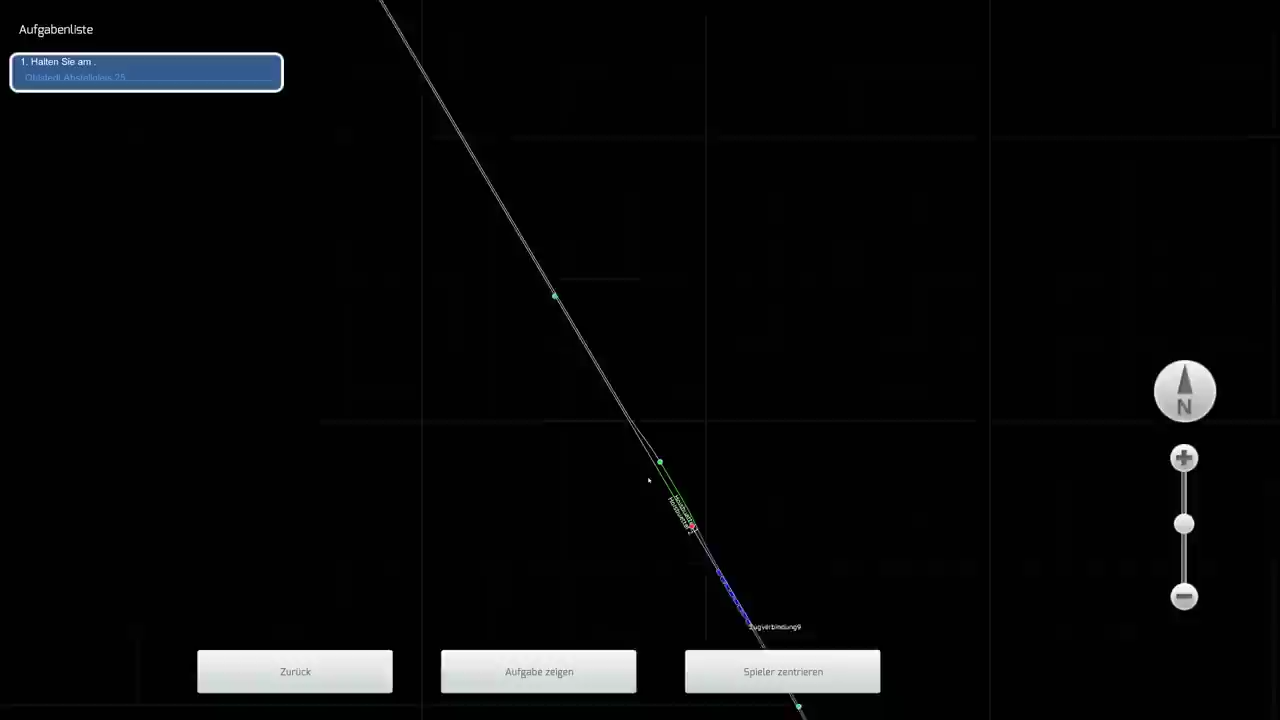 Aufgabenliste
1. Halten Sie am .
Zugverbindung9
Zurück
Aufgabe zeigen
Spieler zentrieren
N